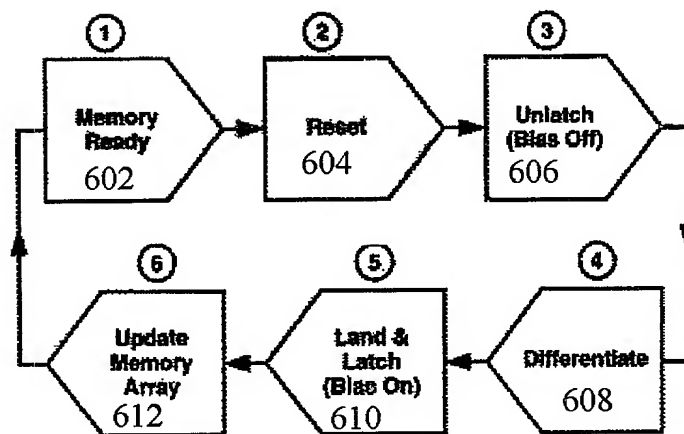 1
Memory
Ready
602
2
Reset
604
3
Unlatch
(Bias Off)
606
4
Differentiate
608
5
Land &
Latch
(Bias On)
610
6
Update
Memory
Array
612